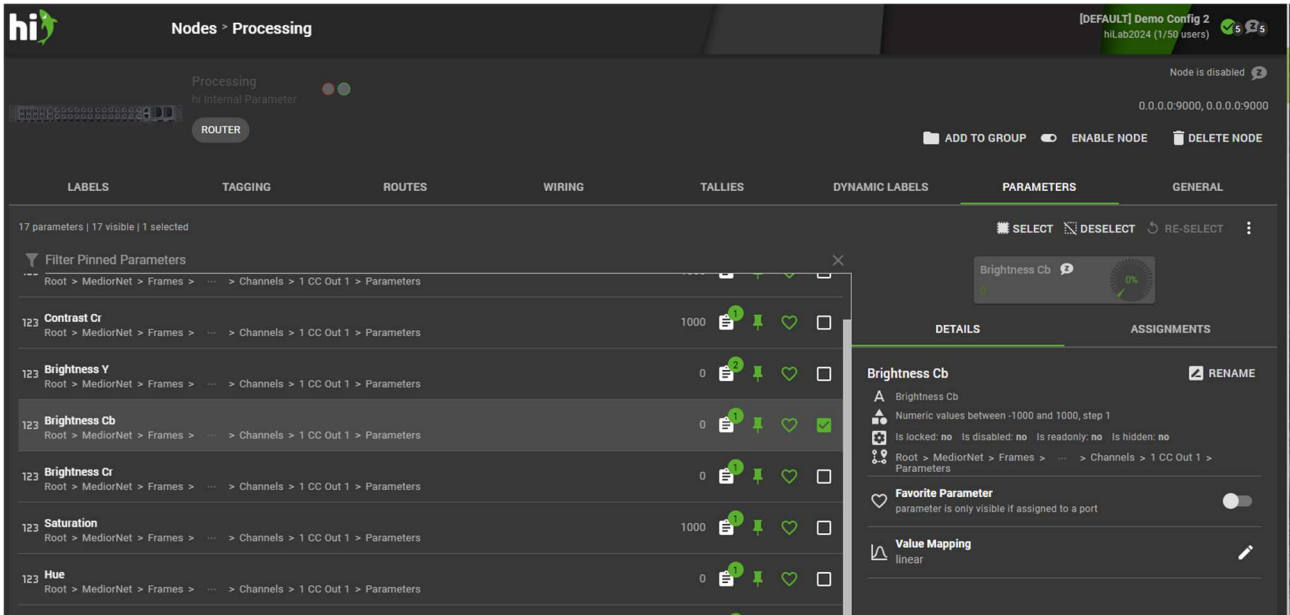 hi
Nodes > Processing
[DEFAULT] Demo Config 2
hiLab2024 (1/50 users)
5 5
Processing
hi Internal Parameter
Node is disabled
0.0.0.0:9000, 0.0.0.0:9000
ROUTER
ADD TO GROUP ENABLE NODE DELETE NODE
LABELS TAGGING ROUTES WIRING TALLIES DYNAMIC LABELS PARAMETERS GENERAL
17 parameters | 17 visible | 1 selected
SELECT DESELECT RE-SELECT
Filter Pinned Parameters
Root > MediorNet > Frames > ··· > Channels > 1 CC Out 1 > Parameters
123 Contrast Cr
Root > MediorNet > Frames > ··· > Channels > 1 CC Out 1 > Parameters
1000 1
123 Brightness Y
Root > MediorNet > Frames > ··· > Channels > 1 CC Out 1 > Parameters
0 2
123 Brightness Cb
Root > MediorNet > Frames > ··· > Channels > 1 CC Out 1 > Parameters
0 1
123 Brightness Cr
Root > MediorNet > Frames > ··· > Channels > 1 CC Out 1 > Parameters
0 1
123 Saturation
Root > MediorNet > Frames > ··· > Channels > 1 CC Out 1 > Parameters
1000 1
123 Hue
Root > MediorNet > Frames > ··· > Channels > 1 CC Out 1 > Parameters
0 1
Brightness Cb
0
0%
DETAILS ASSIGNMENTS
Brightness Cb RENAME
A Brightness Cb
Numeric values between -1000 and 1000, step 1
Is locked: no Is disabled: no Is readonly: no Is hidden: no
Root > MediorNet > Frames > ··· > Channels > 1 CC Out 1 >
Parameters
Favorite Parameter
parameter is only visible if assigned to a port
Value Mapping
linear